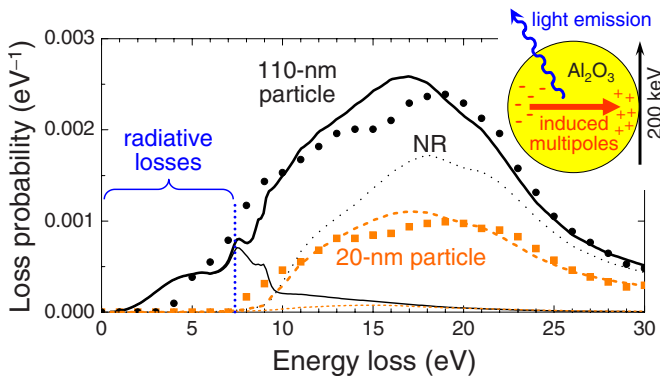 0.003
0.002
0.001
0.000
Loss probability (eV⁻¹)
0 5 10 15 20 25 30
Energy loss (eV)
110-nm
particle
radiative
losses
NR
20-nm particle
light emission
Al₂O₃
- - - - - +++++
induced
multipoles
200 keV